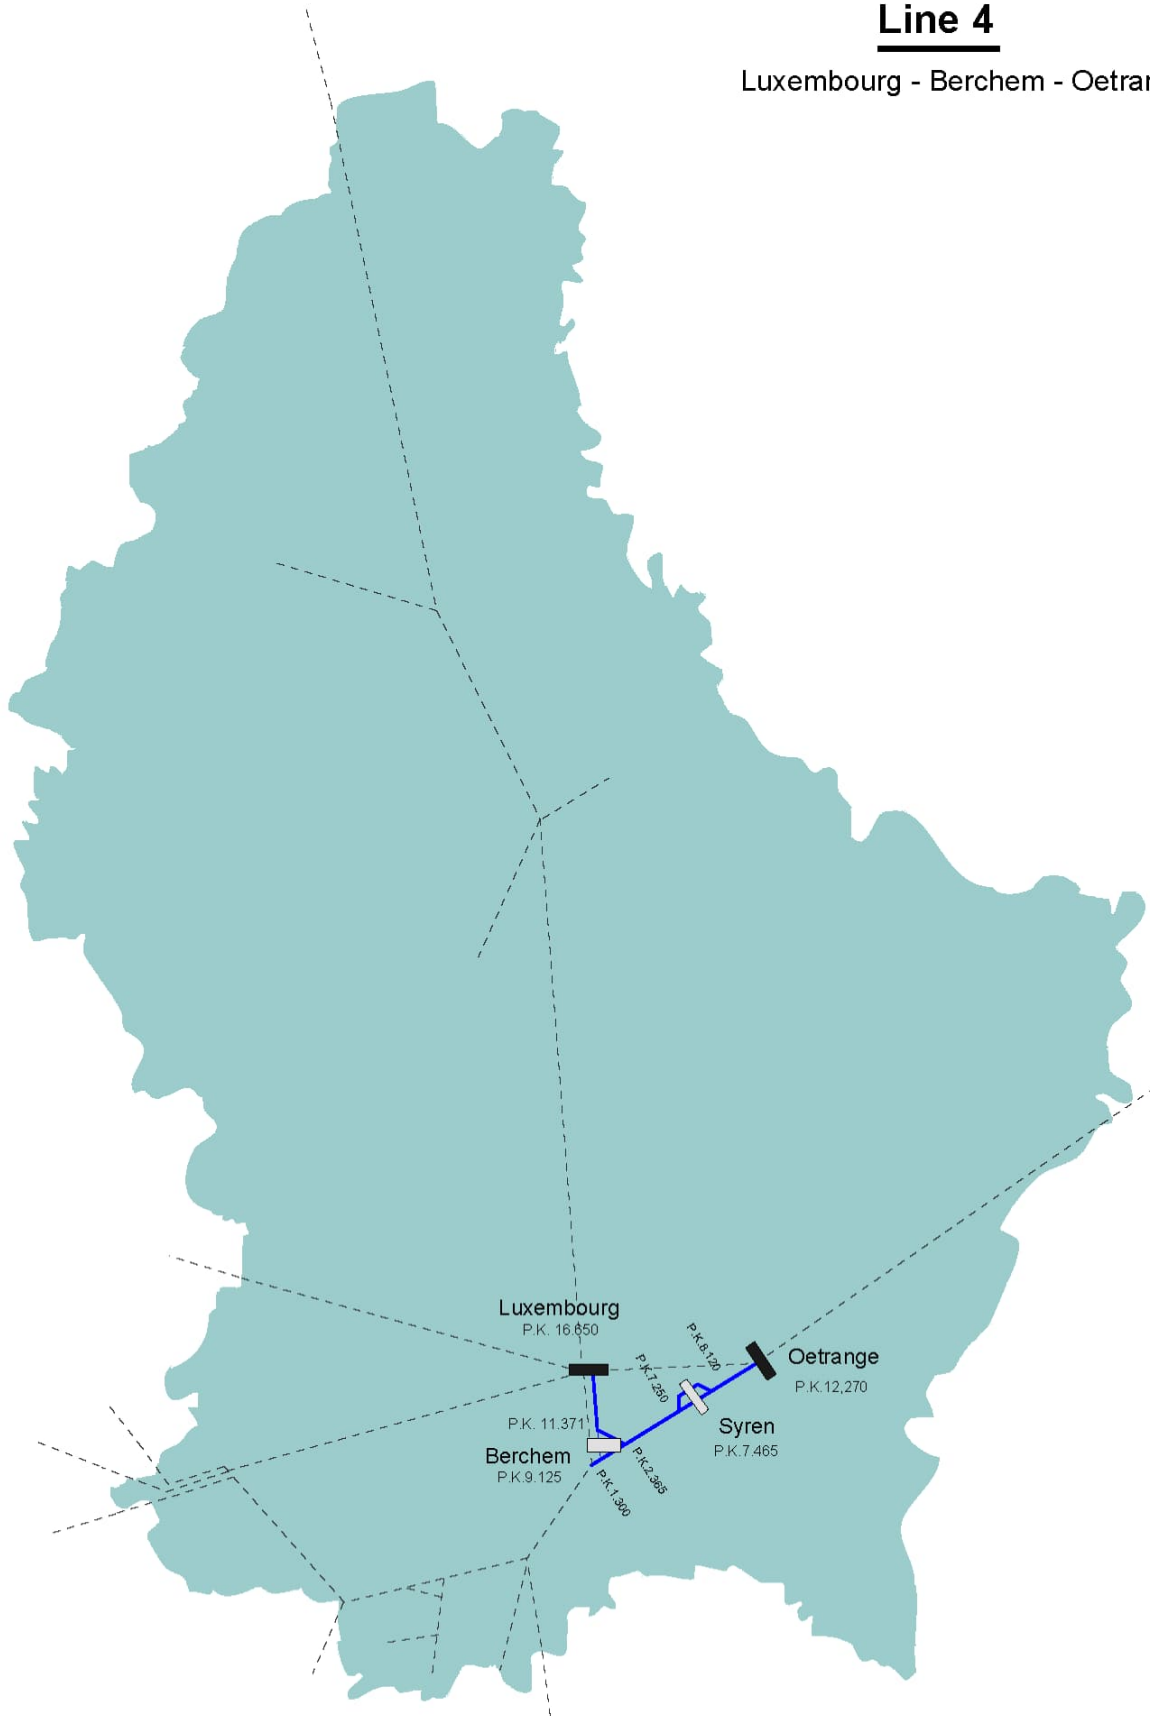 Line 4
Luxembourg - Berchem - Oetran
Luxembourg
P.K. 16.650
P.K.8.120
Oetrange
P.K.12,270
P.K.7.250
Syren
P.K.7.465
P.K. 11.371
Berchem
P.K.9.125
P.K.2.365
P.K.1.300